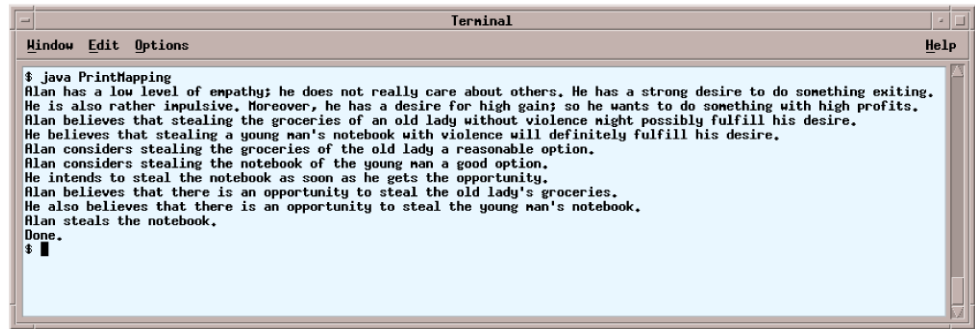 Terminal
Window Edit Options Help
$ java PrintMapping
Alan has a low level of empathy; he does not really care about others. He has a strong desire to do something exiting.
He is also rather impulsive. Moreover, he has a desire for high gain; so he wants to do something with high profits.
Alan believes that stealing the groceries of an old lady without violence might possibly fulfill his desire.
He believes that stealing a young man's notebook with violence will definitely fulfill his desire.
Alan considers stealing the groceries of the old lady a reasonable option.
Alan considers stealing the notebook of the young man a good option.
He intends to steal the notebook as soon as he gets the opportunity.
Alan believes that there is an opportunity to steal the old lady's groceries.
He also believes that there is an opportunity to steal the young man's notebook.
Alan steals the notebook.
Done.
$